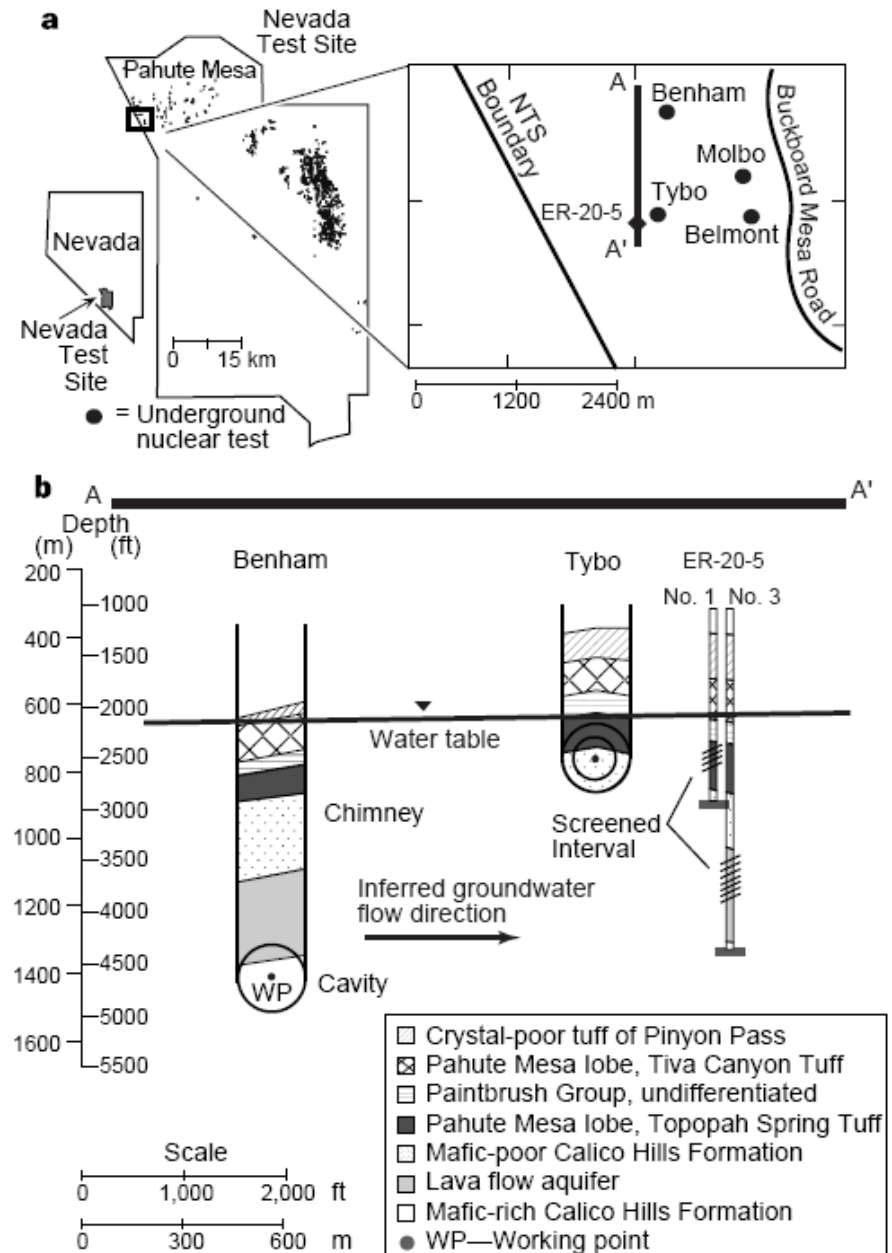 a
Nevada
Test Site
Pahute Mesa
Nevada
Nevada
Test
Site
0 15 km
= Underground
nuclear test
NTS
Boundary
A
Benham
Molbo
ER-20-5
Tybo
A'
Belmont
Buckboard Mesa Road
0 1200 2400 m
b
A A'
Depth
(m) (ft)
200
400
600
800
1000
1200
1400
1600
1000
1500
2000
2500
3000
3500
4000
4500
5000
5500
Benham
Tybo
ER-20-5
No. 1 No. 3
Water table
Chimney
Screened
Interval
Inferred groundwater
flow direction
WP
Cavity
Crystal-poor tuff of Pinyon Pass
Pahute Mesa lobe, Tiva Canyon Tuff
Paintbrush Group, undifferentiated
Pahute Mesa lobe, Topopah Spring Tuff
Mafic-poor Calico Hills Formation
Lava flow aquifer
Mafic-rich Calico Hills Formation
WP—Working point
Scale
0 1,000 2,000 ft
0 300 600 m